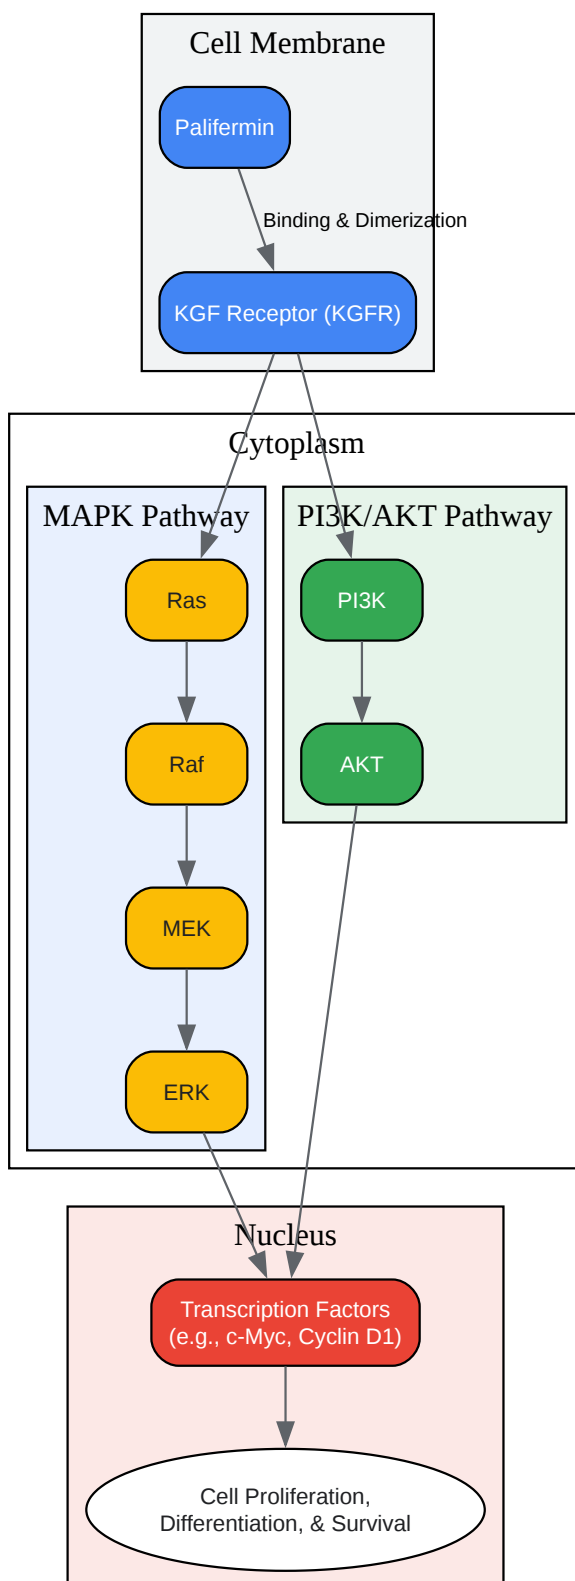 Cell Membrane
Palifermin
Binding & Dimerization
KGF Receptor (KGFR)
Cytoplasm
MAPK Pathway
PI3K/AKT Pathway
Ras
PI3K
Raf
AKT
MEK
ERK
Nucleus
Transcription Factors
(e.g., c-Myc, Cyclin D1)
Cell Proliferation,
Differentiation, & Survival